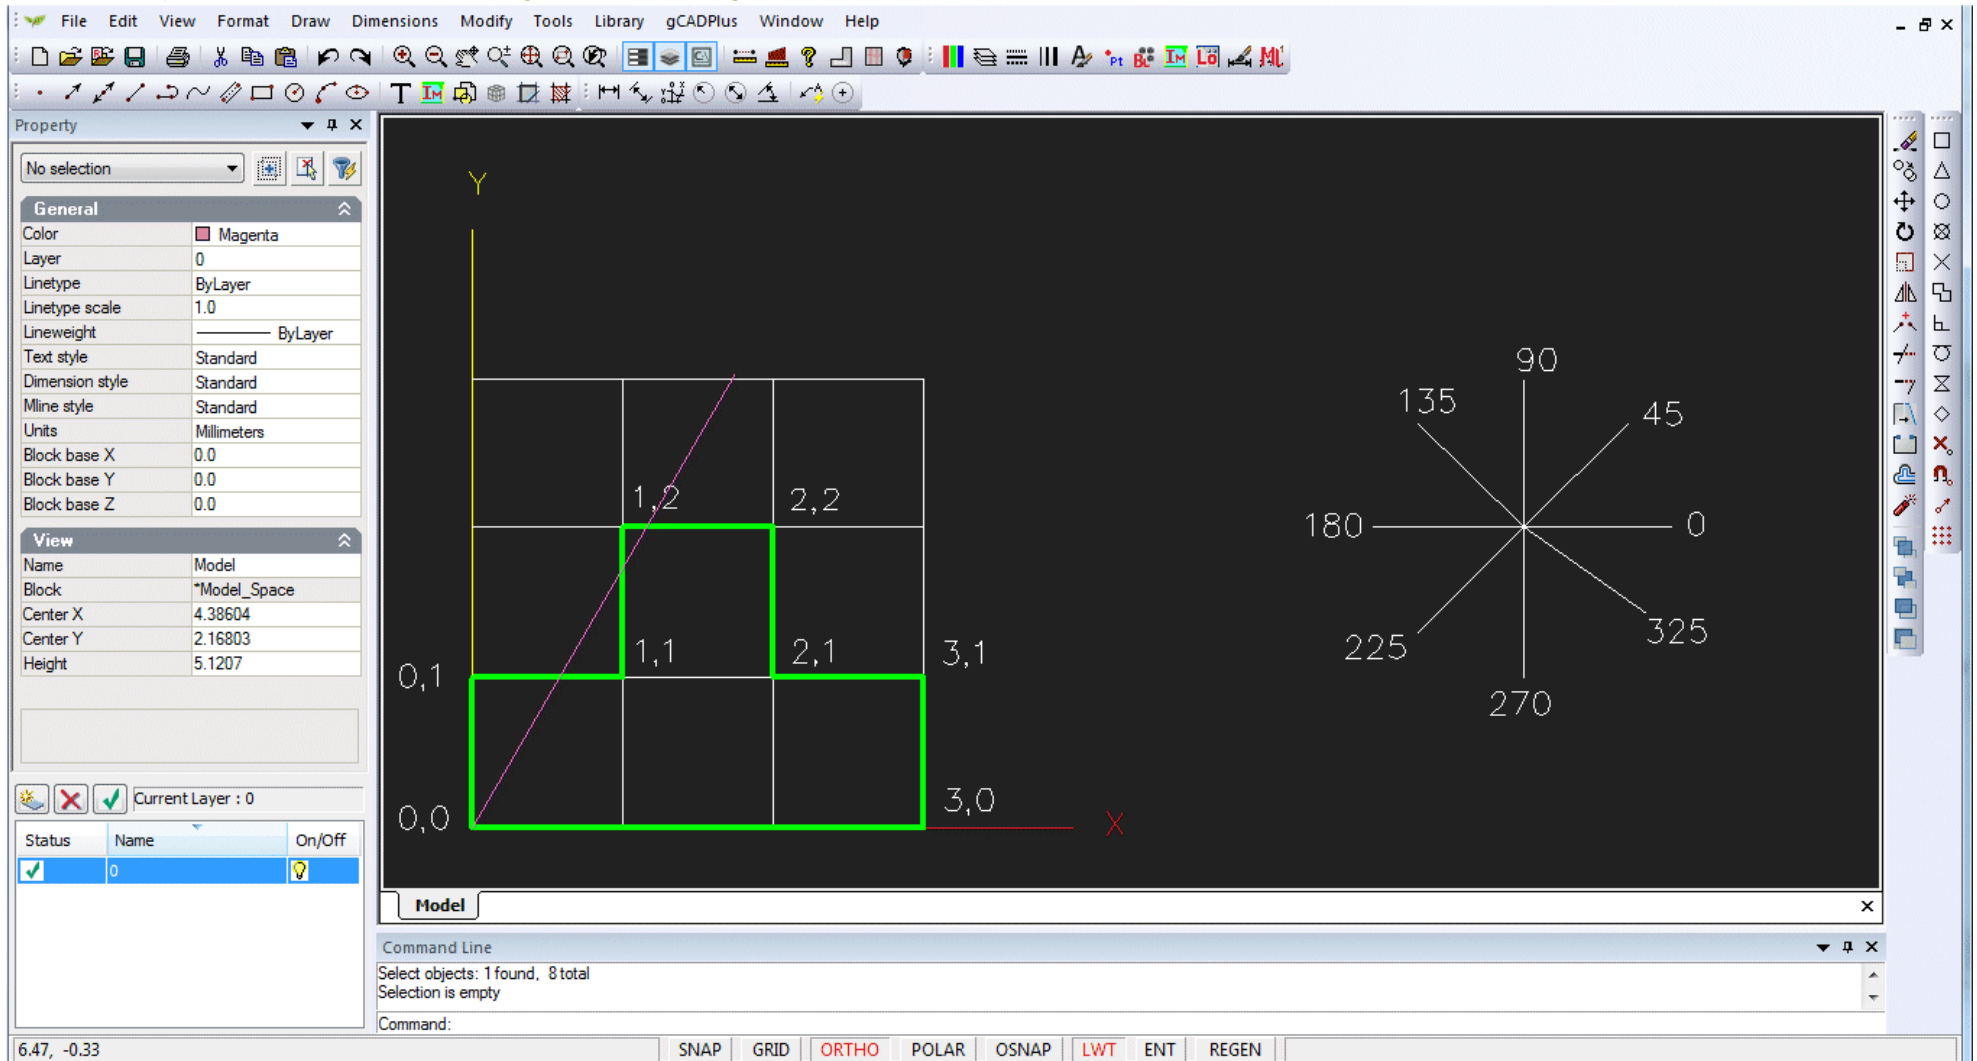 File Edit View Format Draw Dimensions Modify Tools Library gCADPlus Window Help
Property
No selection
General
Color Magenta
Layer 0
Linetype ByLayer
Linetype scale 1.0
Lineweight ByLayer
Text style Standard
Dimension style Standard
Mline style Standard
Units Millimeters
Block base X 0.0
Block base Y 0.0
Block base Z 0.0
View
Name Model
Block *Model_Space
Center X 4.38604
Center Y 2.16803
Height 5.1207
Current Layer : 0
Status Name On/Off
0
Y
1,2 2,2
1,1 2,1 3,1
0,1
0,0 3,0 X
90
135 45
180 0
225 325
270
Model
Command Line
Select objects: 1 found, 8 total
Selection is empty
Command:
6.47, -0.33 SNAP GRID ORTHO POLAR OSNAP LWT ENT REGEN